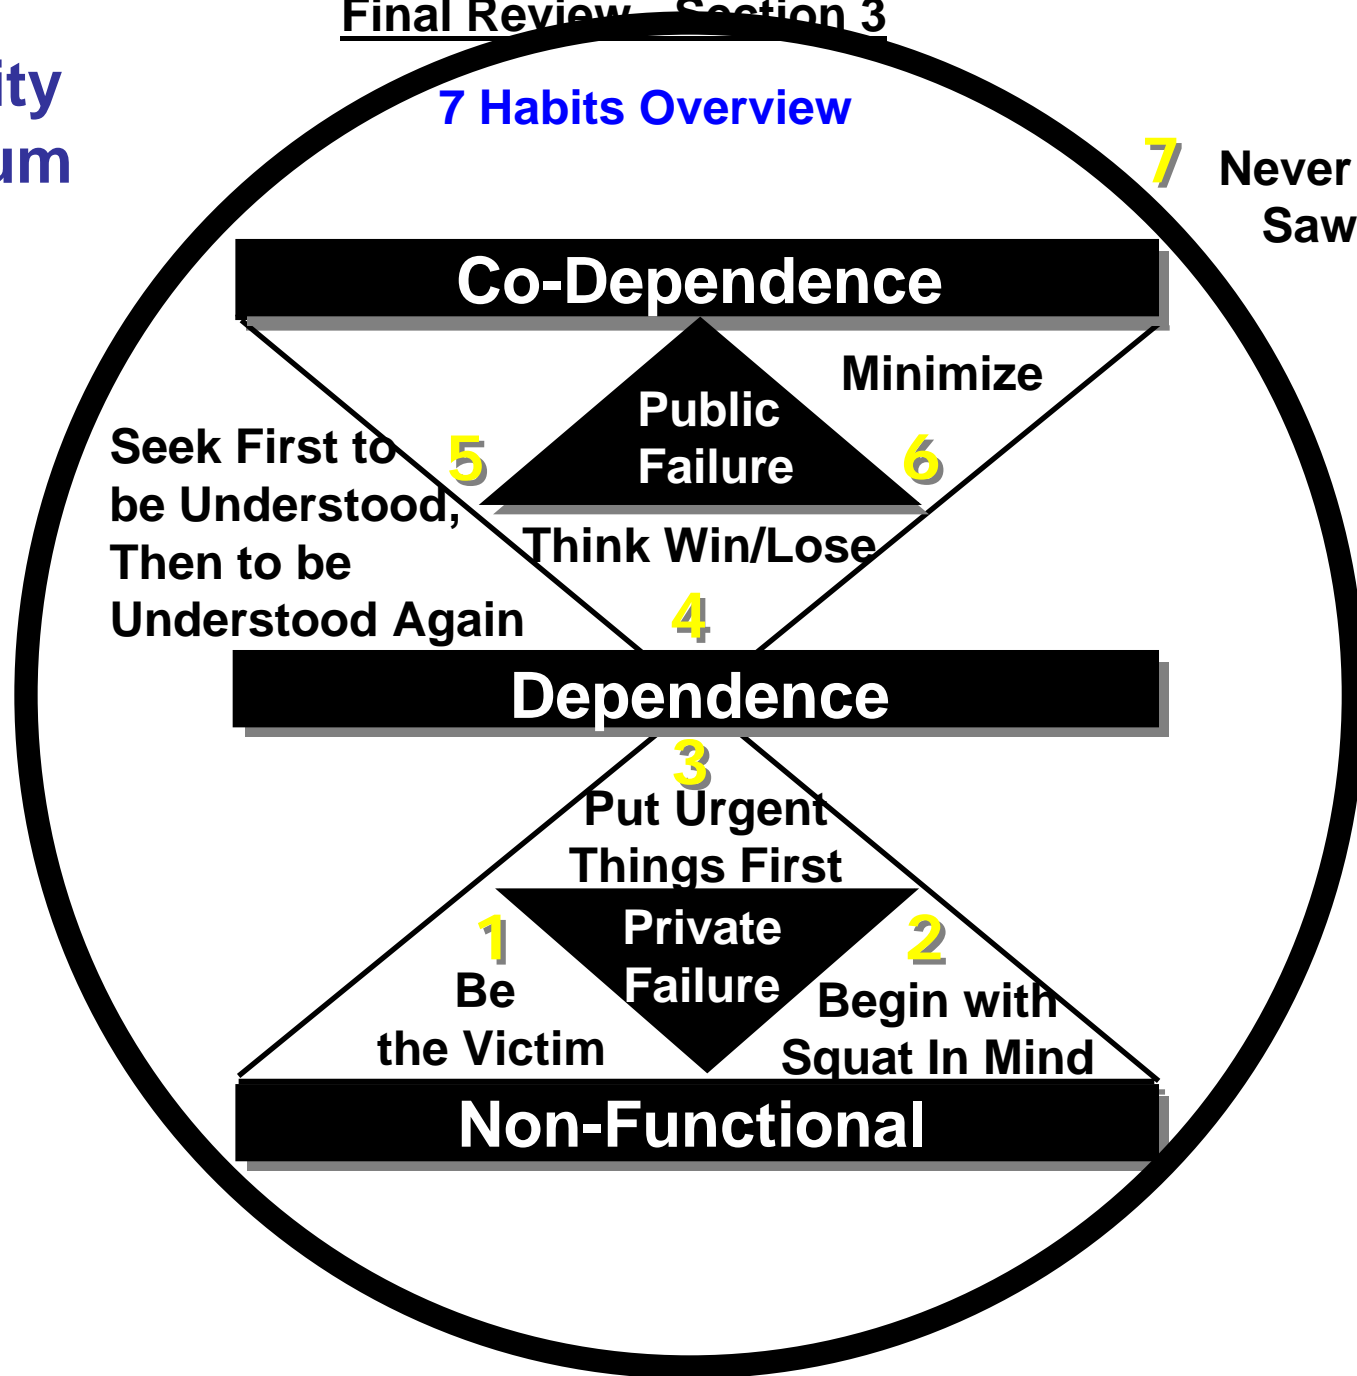 Final Review - Section 3
ity
um
7 Habits Overview
7
Never
Saw
Co-Dependence
Minimize
Public
Failure
Seek First to
be Understood,
Then to be
Understood Again
5
6
Think Win/Lose
4
Dependence
3
Put Urgent
Things First
1
Be
the Victim
Private
Failure
2
Begin with
Squat In Mind
Non-Functional